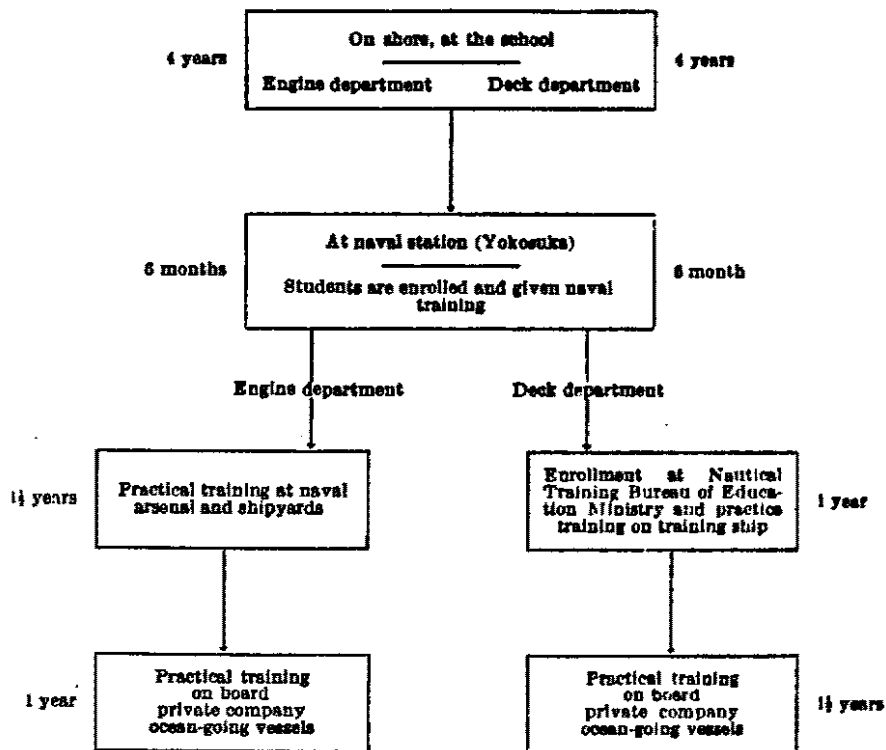 On shore, at the school
4 years
4 years
Engine department
Deck department
At naval station (Yokosuka)
6 months
6 month
Students are enrolled and given naval
training
Engine department
Deck department
1½ years
Practical training at naval
arsenal and shipyards
Enrollment at Nautical
Training Bureau of Educa-
tion Ministry and practice
training on training ship
1 year
1 year
Practical training
on board
private company
ocean-going vessels
Practical training
on board
private company
ocean-going vessels
1½ years